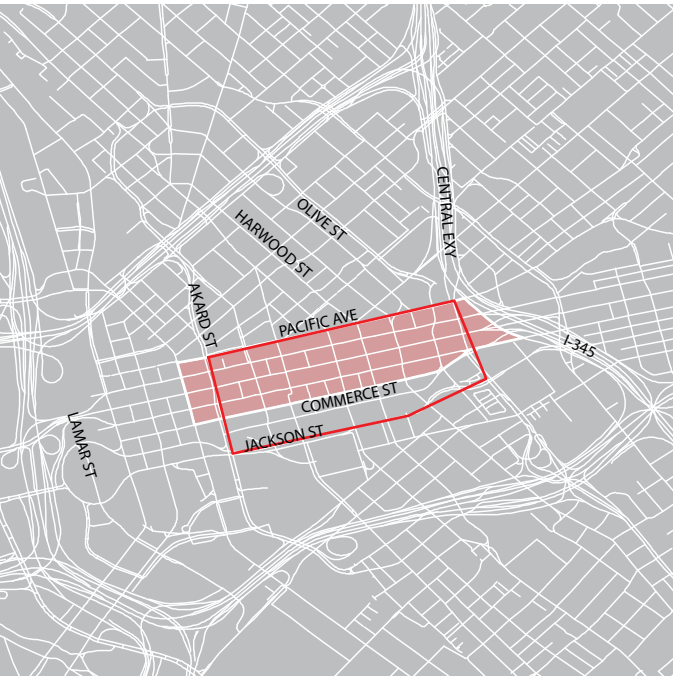 CENTRAL EXY
OLIVE ST
HARWOOD ST
AKARD ST
PACIFIC AVE
I-345
COMMERCE ST
LAMAR ST
JACKSON ST